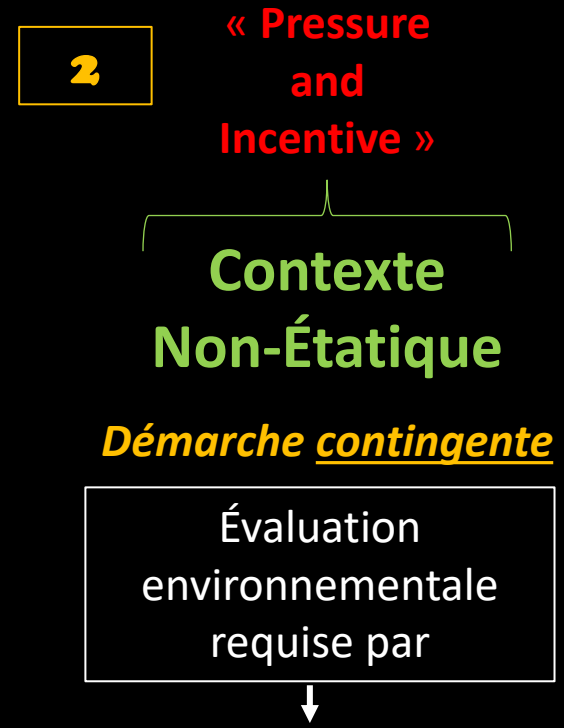 2
« Pressure
and
Incentive »
Contexte
Non-Étatique
Démarche contingente
Évaluation
environnementale
requise par